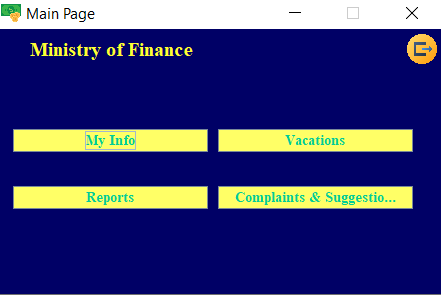 Main Page
Ministry of Finance
My Info
Vacations
Reports
Complaints & Suggestio...